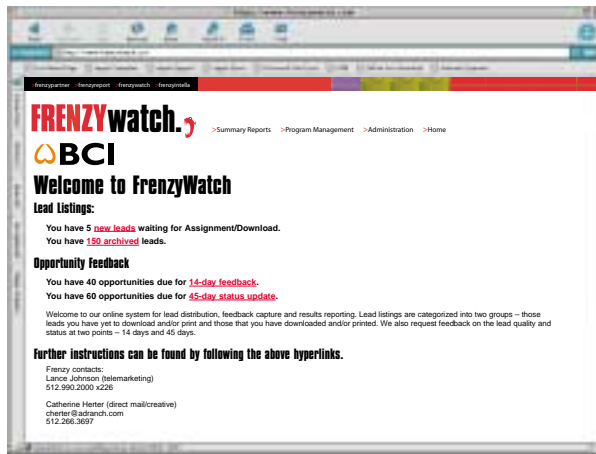 ›frenzypartner ›frenzyreport ›frenzywatch ›frenzyintella
FRENZYwatch.
>Summary Reports >Program Management >Administration >Home
BCI
Welcome to FrenzyWatch
Lead Listings:
You have 5 new leads waiting for Assignment/Download.
You have 150 archived leads.
Opportunity Feedback
You have 40 opportunities due for 14-day feedback.
You have 60 opportunities due for 45-day status update.
Welcome to our online system for lead distribution, feedback capture and results reporting. Lead listings are categorized into two groups – those
leads you have yet to download and/or print and those that you have downloaded and/or printed. We also request feedback on the lead quality and
status at two points – 14 days and 45 days.
Further instructions can be found by following the above hyperlinks.
Frenzy contacts:
Lance Johnson (telemarketing)
512.990.2000 x226
Catherine Herter (direct mail/creative)
cherter@adranch.com
512.266.3697